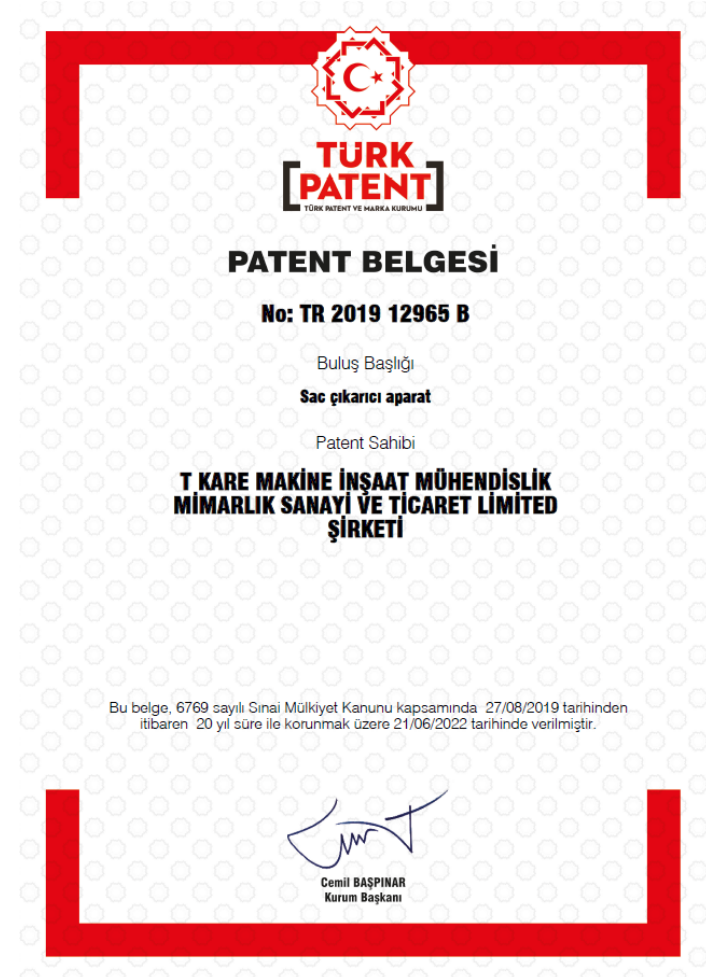 TÜRK
PATENT
TÜRK PATENT VE MARKA KURUMU
PATENT BELGESİ
No: TR 2019 12965 B
Buluş Başlığı
Sac çıkarıcı aparat
Patent Sahibi
T KARE MAKİNE İNŞAAT MÜHENDİSLİK
MİMARLIK SANAYİ VE TİCARET LİMİTED
ŞİRKETİ
Bu belge, 6769 sayılı Sınai Mülkiyet Kanunu kapsamında 27/08/2019 tarihinden
itibaren 20 yıl süre ile korunmak üzere 21/06/2022 tarihinde verilmiştir.
Cemil BAŞPINAR
Kurum Başkanı